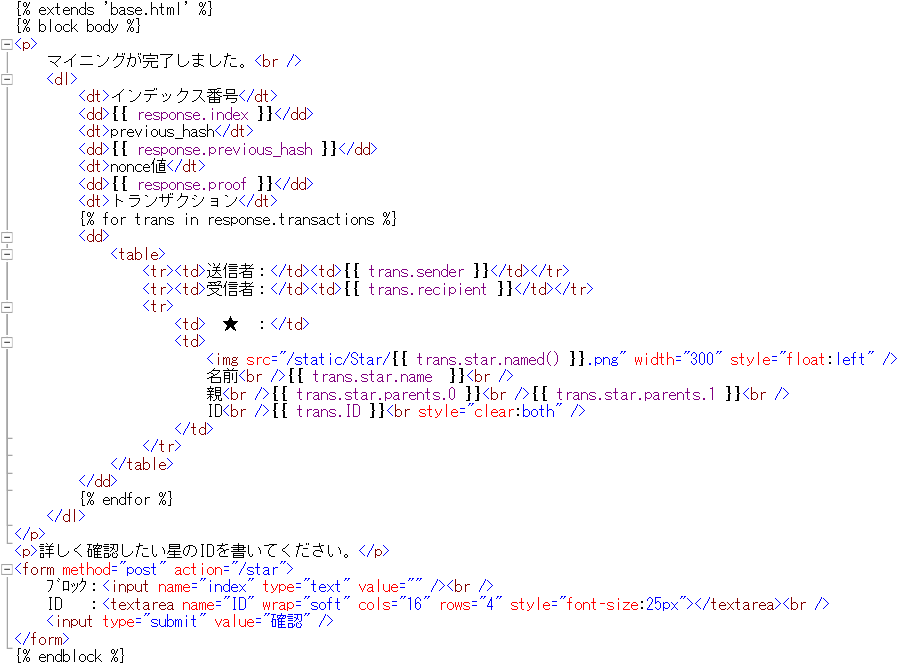 {% extends 'base.html' %}
{% block body %}
<p>
    マイニングが完了しました。<br />
    <dl>
        <dt>インデックス番号</dt>
        <dd>{{ response.index }}</dd>
        <dt>previous_hash</dt>
        <dd>{{ response.previous_hash }}</dd>
        <dt>nonce値</dt>
        <dd>{{ response.proof }}</dd>
        <dt>トランザクション</dt>
        {% for trans in response.transactions %}
        <dd>
            <table>
                <tr><td>送信者：</td><td>{{ trans.sender }}</td></tr>
                <tr><td>受信者：</td><td>{{ trans.recipient }}</td></tr>
                <tr>
                    <td>　★　：</td>
                    <td>
                        <img src="/static/Star/{{ trans.star.named() }}.png" width="300" style="float:left" />
                        名前<br />{{ trans.star.name  }}<br />
                        親<br />{{ trans.star.parents.0 }}<br />{{ trans.star.parents.1 }}<br />
                        ID<br />{{ trans.ID }}<br style="clear:both" />
                    </td>
                </tr>
            </table>
        </dd>
        {% endfor %}
    </dl>
</p>
<p>詳しく確認したい星のIDを書いてください。</p>
<form method="post" action="/star">
    ﾌﾞﾛｯｸ：<input name="index" type="text" value="" /><br />
    ID　 ：<textarea name="ID" wrap="soft" cols="16" rows="4" style="font-size:25px"></textarea><br />
    <input type="submit" value="確認" />
</form>
{% endblock %}